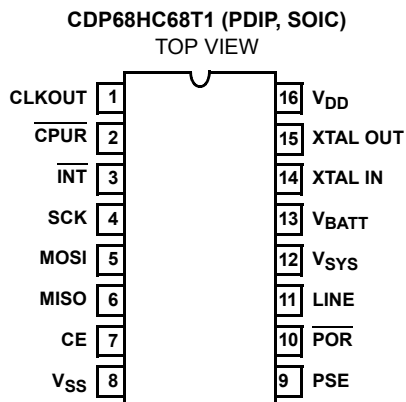 CDP68HC68T1 (PDIP, SOIC)
TOP VIEW
CLKOUT 1 16 VDD
CPUR 2 15 XTAL OUT
INT 3 14 XTAL IN
SCK 4 13 VBATT
MOSI 5 12 VSYS
MISO 6 11 LINE
CE 7 10 POR
VSS 8 9 PSE